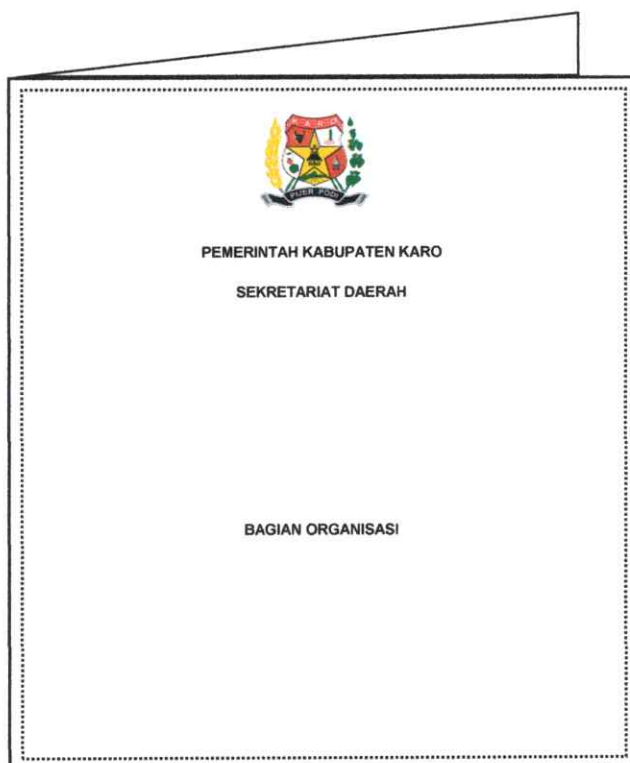 KARO
PIJER PODI
PEMERINTAH KABUPATEN KARO
SEKRETARIAT DAERAH
BAGIAN ORGANISASI